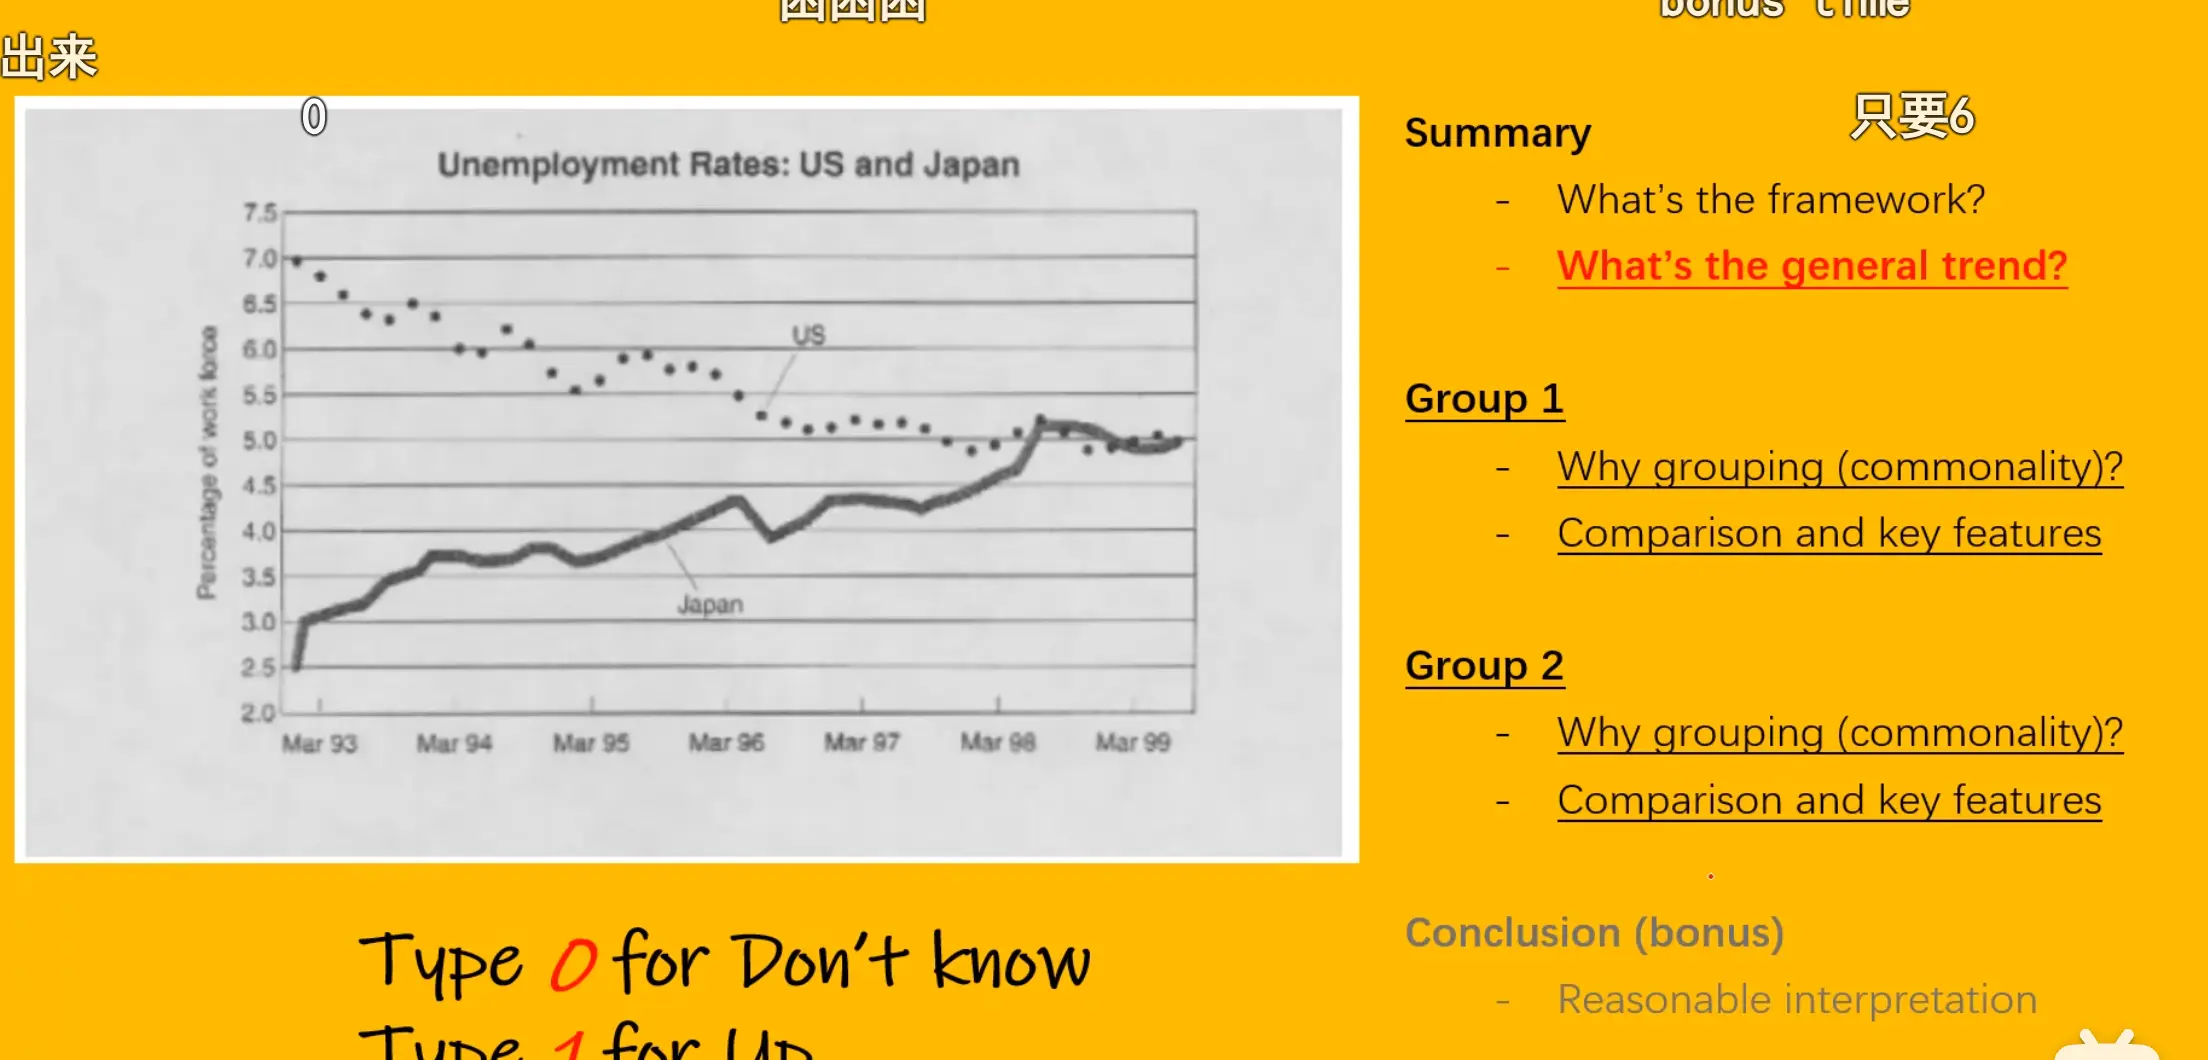 困困困
bonus time
出来
0
只要6
Unemployment Rates: US and Japan
7.5
7.0
6.5
6.0
5.5
5.0
4.5
4.0
3.5
3.0
2.5
2.0
Percentage of work force
US
Japan
Mar 93 Mar 94 Mar 95 Mar 96 Mar 97 Mar 98 Mar 99
Summary
- What's the framework?
- What's the general trend?
Group 1
- Why grouping (commonality)?
- Comparison and key features
Group 2
- Why grouping (commonality)?
- Comparison and key features
Conclusion (bonus)
- Reasonable interpretation
Type 0 for Don't know
Type 1 for Up